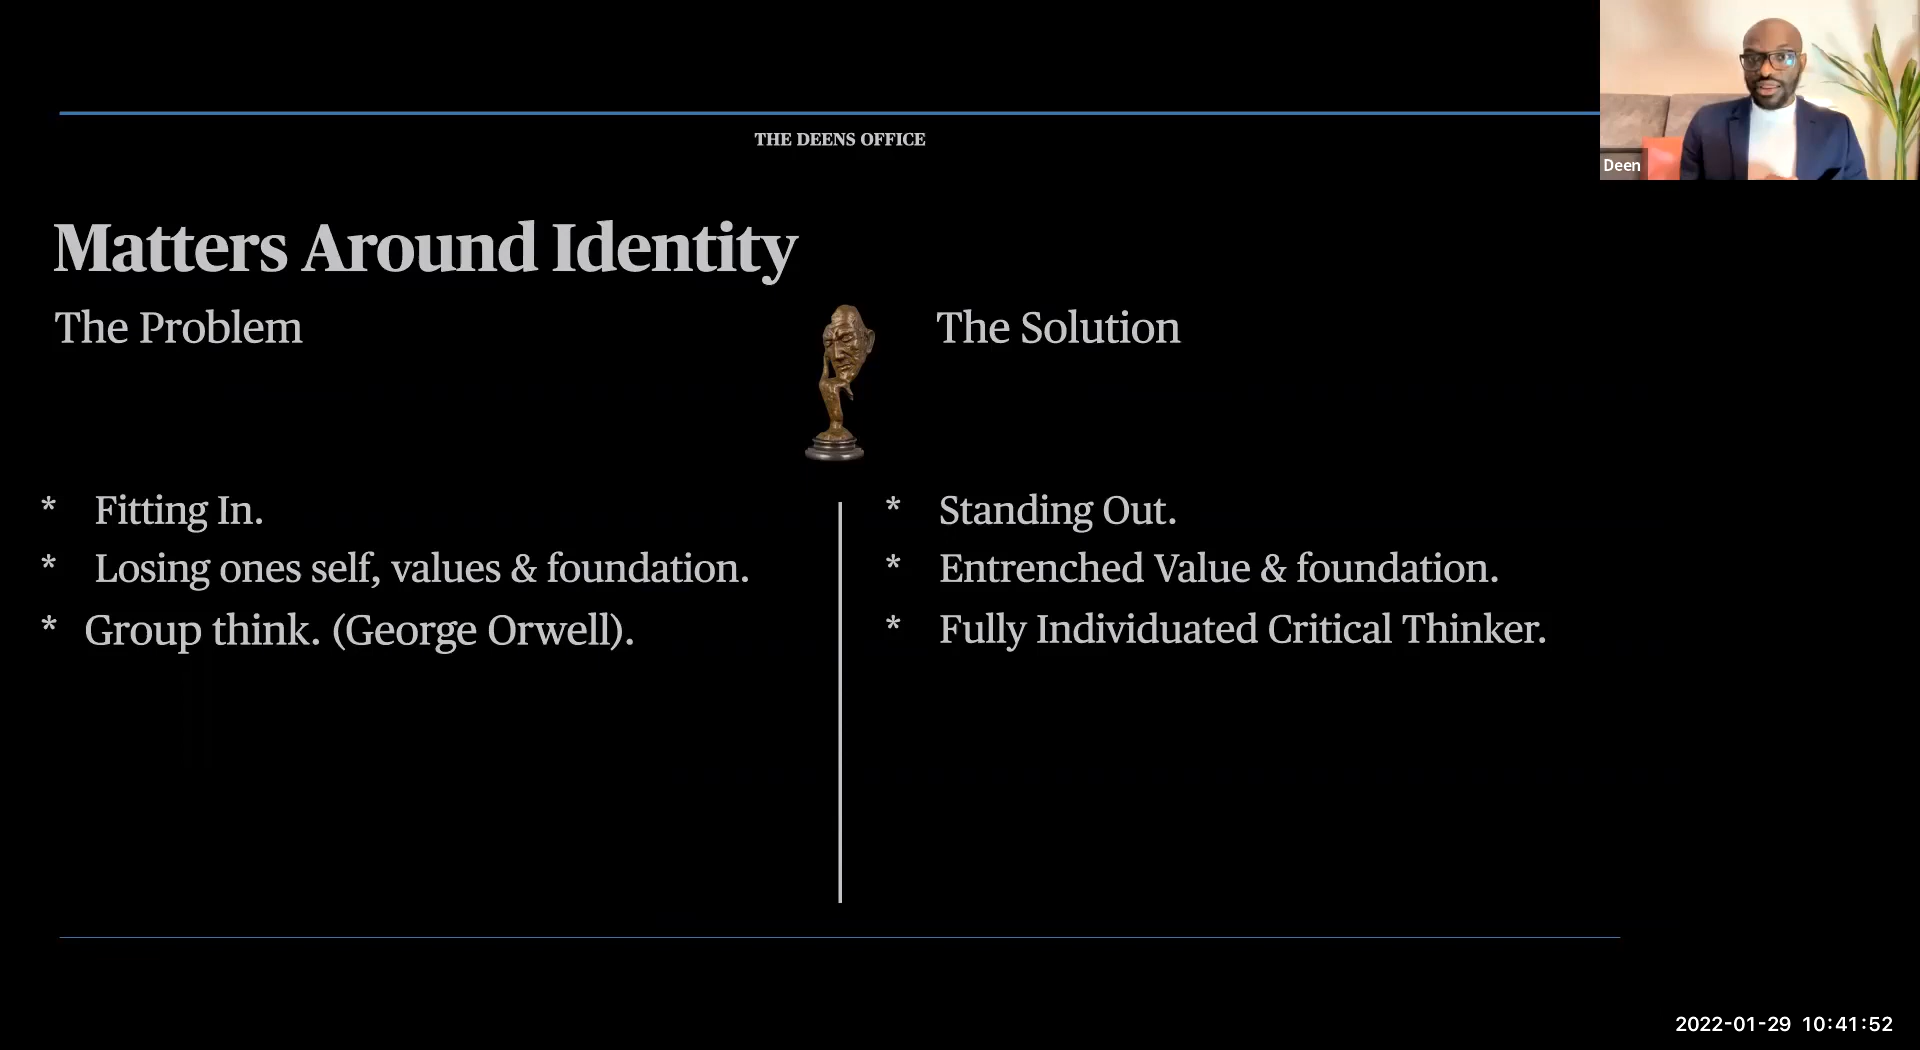 THE DEENS OFFICE
Deen
Matters Around Identity
The Problem
* Fitting In.
* Losing ones self, values & foundation.
* Group think. (George Orwell).
The Solution
* Standing Out.
* Entrenched Value & foundation.
* Fully Individuated Critical Thinker.
2022-01-29 10:41:52